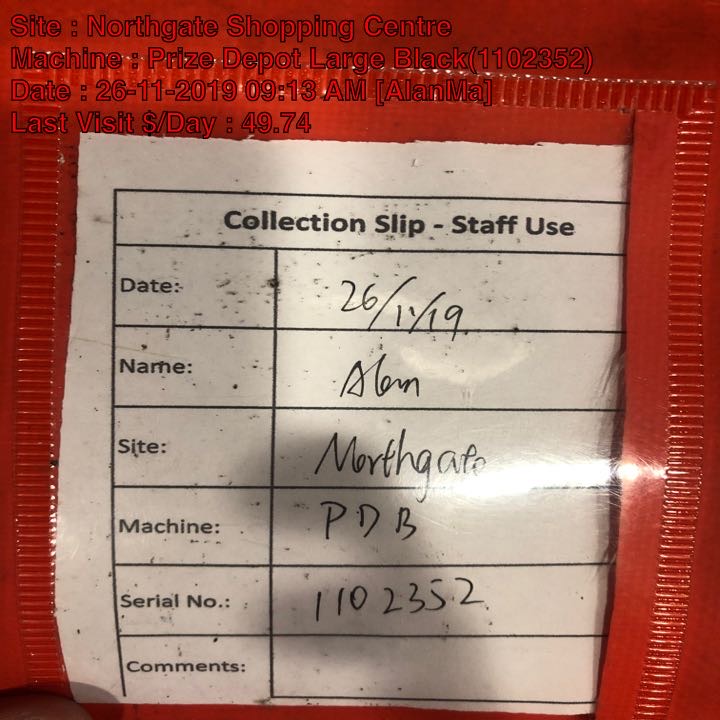 Site : Northgate Shopping Centre
Machine : Prize Depot Large Black(1102352)
Date : 26-11-2019 09:13 AM [AlanMa]
Last Visit $/Day : 49.74
Collection Slip - Staff Use
Date: 26/11/19
Name: Alan
Site: Northgate
Machine: PDB
Serial No.: 1102352
Comments: